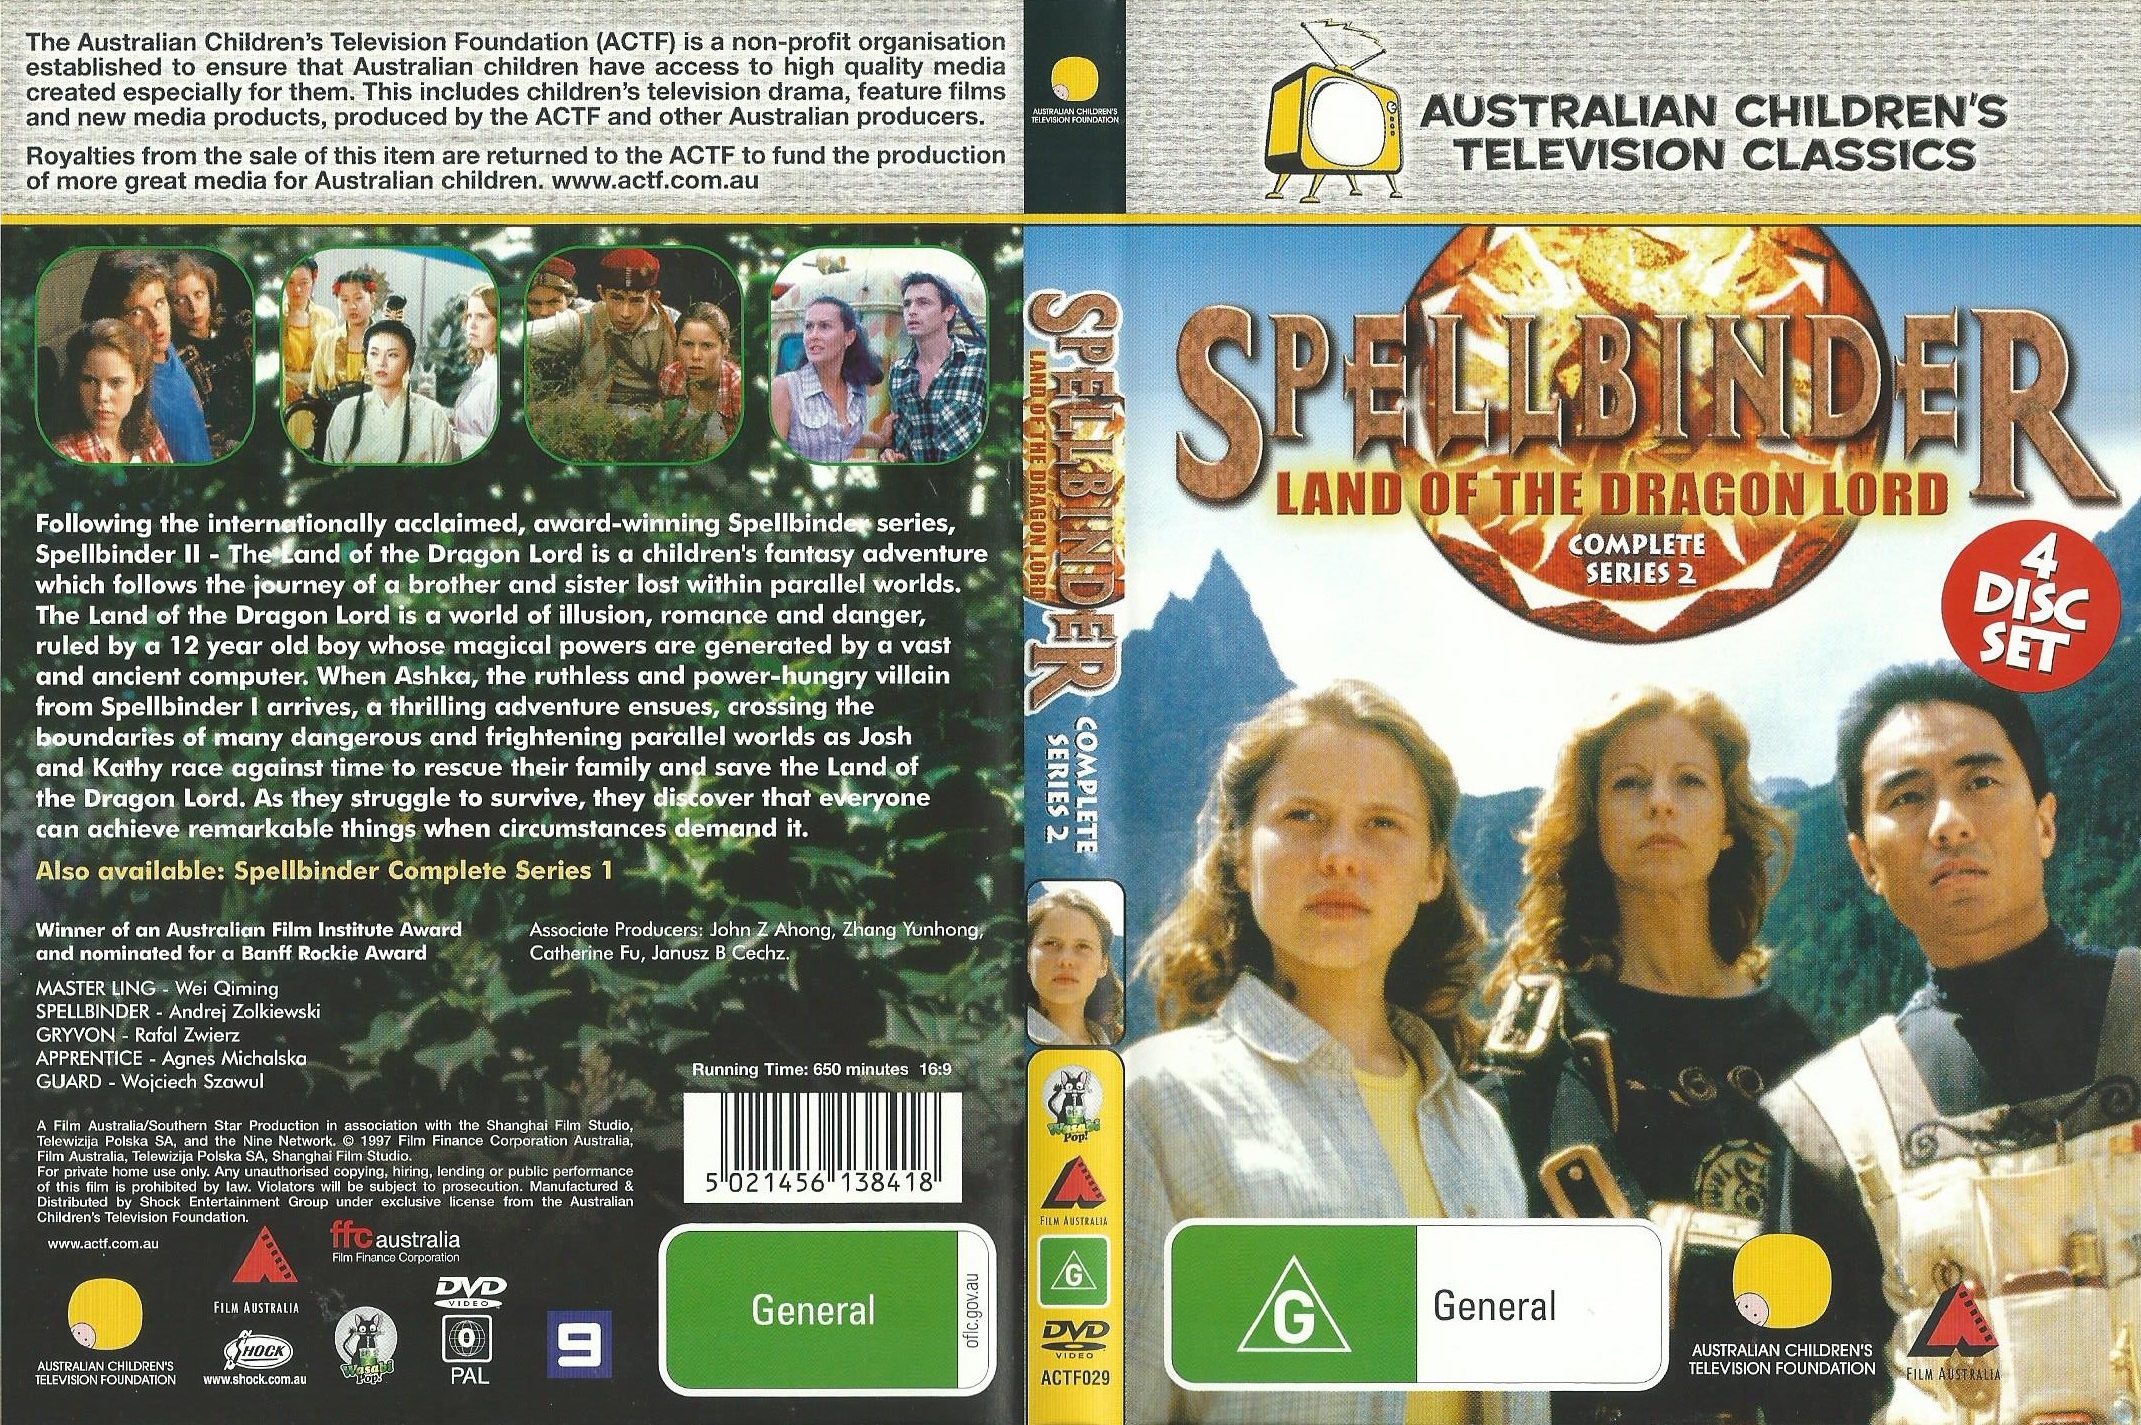 The Australian Children's Television Foundation (ACTF) is a non-profit organisation
established to ensure that Australian children have access to high quality media
created especially for them. This includes children's television drama, feature films
and new media products, produced by the ACTF and other Australian producers.
Royalties from the sale of this item are returned to the ACTF to fund the production
of more great media for Australian children. www.actf.com.au
Following the internationally acclaimed, award-winning Spellbinder series,
Spellbinder II - The Land of the Dragon Lord is a children's fantasy adventure
which follows the journey of a brother and sister lost within parallel worlds.
The Land of the Dragon Lord is a world of illusion, romance and danger,
ruled by a 12 year old boy whose magical powers are generated by a vast
and ancient computer. When Ashka, the ruthless and power-hungry villain
from Spellbinder I arrives, a thrilling adventure ensues, crossing the
boundaries of many dangerous and frightening parallel worlds as Josh
and Kathy race against time to rescue their family and save the Land of
the Dragon Lord. As they struggle to survive, they discover that everyone
can achieve remarkable things when circumstances demand it.
Also available: Spellbinder Complete Series 1
Winner of an Australian Film Institute Award
and nominated for a Banff Rockie Award
Associate Producers: John Z Ahong, Zhang Yunhong,
Catherine Fu, Janusz B Cechz.
MASTER LING - Wei Qiming
SPELLBINDER - Andrej Zolkiewski
GRYVON - Rafal Zwierz
APPRENTICE - Agnes Michalska
GUARD - Wojciech Szawul
Running Time: 650 minutes 16:9
A Film Australia/Southern Star Production in association with the Shanghai Film Studio,
Telewizija Polska SA, and the Nine Network. © 1997 Film Finance Corporation Australia,
Film Australia, Telewizija Polska SA, Shanghai Film Studio.
For private home use only. Any unauthorised copying, hiring, lending or public performance
of this film is prohibited by law. Violators will be subject to prosecution. Manufactured &
Distributed by Shock Entertainment Group under exclusive license from the Australian
Children's Television Foundation.
www.actf.com.au
5 021456 138418
FILM AUSTRALIA
ffc australia
Film Finance Corporation
AUSTRALIAN CHILDREN'S
TELEVISION FOUNDATION
SHOCK
www.shock.com.au
Wasabi
Pop!
DVD
VIDEO
0
PAL
9
General
oflc.gov.au
AUSTRALIAN CHILDREN'S
TELEVISION FOUNDATION
SPELLBINDER
LAND OF THE DRAGON LORD
COMPLETE
SERIES 2
Wasabi
Pop!
FILM AUSTRALIA
G
DVD
VIDEO
ACTF029
AUSTRALIAN CHILDREN'S
TELEVISION CLASSICS
SPELLBINDER
LAND OF THE DRAGON LORD
COMPLETE
SERIES 2
4
DISC
SET
G
General
AUSTRALIAN CHILDREN'S
TELEVISION FOUNDATION
FILM AUSTRALIA